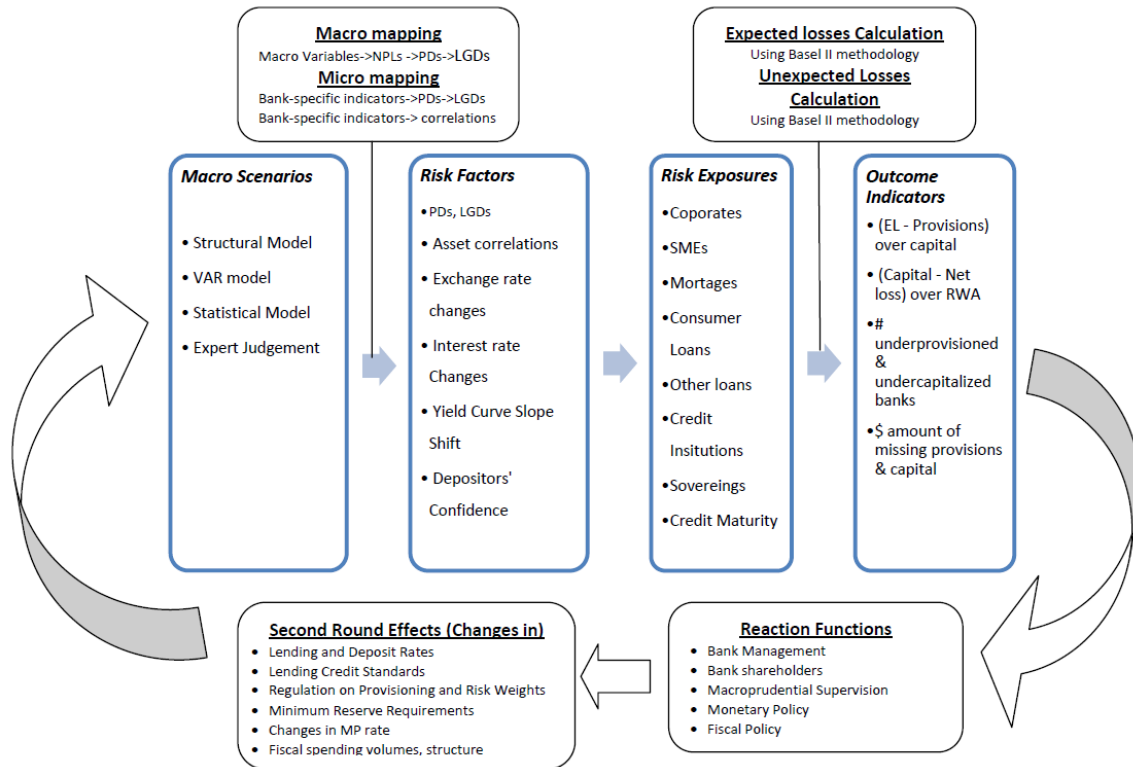 Macro mapping
Macro Variables->NPLs ->PDs->LGDs
Micro mapping
Bank-specific indicators->PDs->LGDs
Bank-specific indicators-> correlations
Expected losses Calculation
Using Basel II methodology
Unexpected Losses
Calculation
Using Basel II methodology
Macro Scenarios
• Structural Model
• VAR model
• Statistical Model
• Expert Judgement
Risk Factors
•PDs, LGDs
• Asset correlations
• Exchange rate
changes
• Interest rate
Changes
• Yield Curve Slope
Shift
• Depositors'
Confidence
Risk Exposures
•Coporates
•SMEs
•Mortages
•Consumer
Loans
•Other loans
•Credit
Insitutions
•Sovereings
•Credit Maturity
Outcome
Indicators
• (EL - Provisions)
over capital
• (Capital - Net
loss) over RWA
•#
underprovisioned
&
undercapitalized
banks
•$ amount of
missing provisions
& capital
Second Round Effects (Changes in)
• Lending and Deposit Rates
• Lending Credit Standards
• Regulation on Provisioning and Risk Weights
• Minimum Reserve Requirements
• Changes in MP rate
• Fiscal spending volumes, structure
Reaction Functions
• Bank Management
• Bank shareholders
• Macroprudential Supervision
• Monetary Policy
• Fiscal Policy